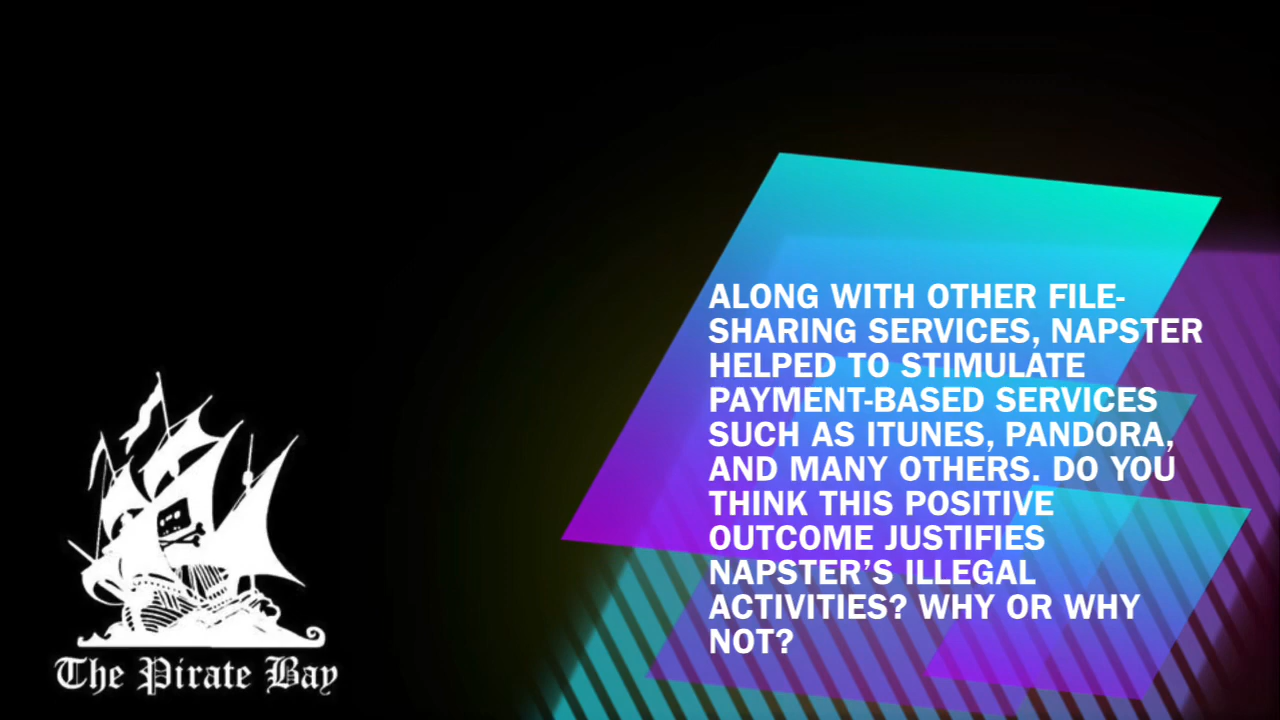 ALONG WITH OTHER FILE-
SHARING SERVICES, NAPSTER
HELPED TO STIMULATE
PAYMENT-BASED SERVICES
SUCH AS ITUNES, PANDORA,
AND MANY OTHERS. DO YOU
THINK THIS POSITIVE
OUTCOME JUSTIFIES
NAPSTER’S ILLEGAL
ACTIVITIES? WHY OR WHY
NOT?
The Pirate Bay